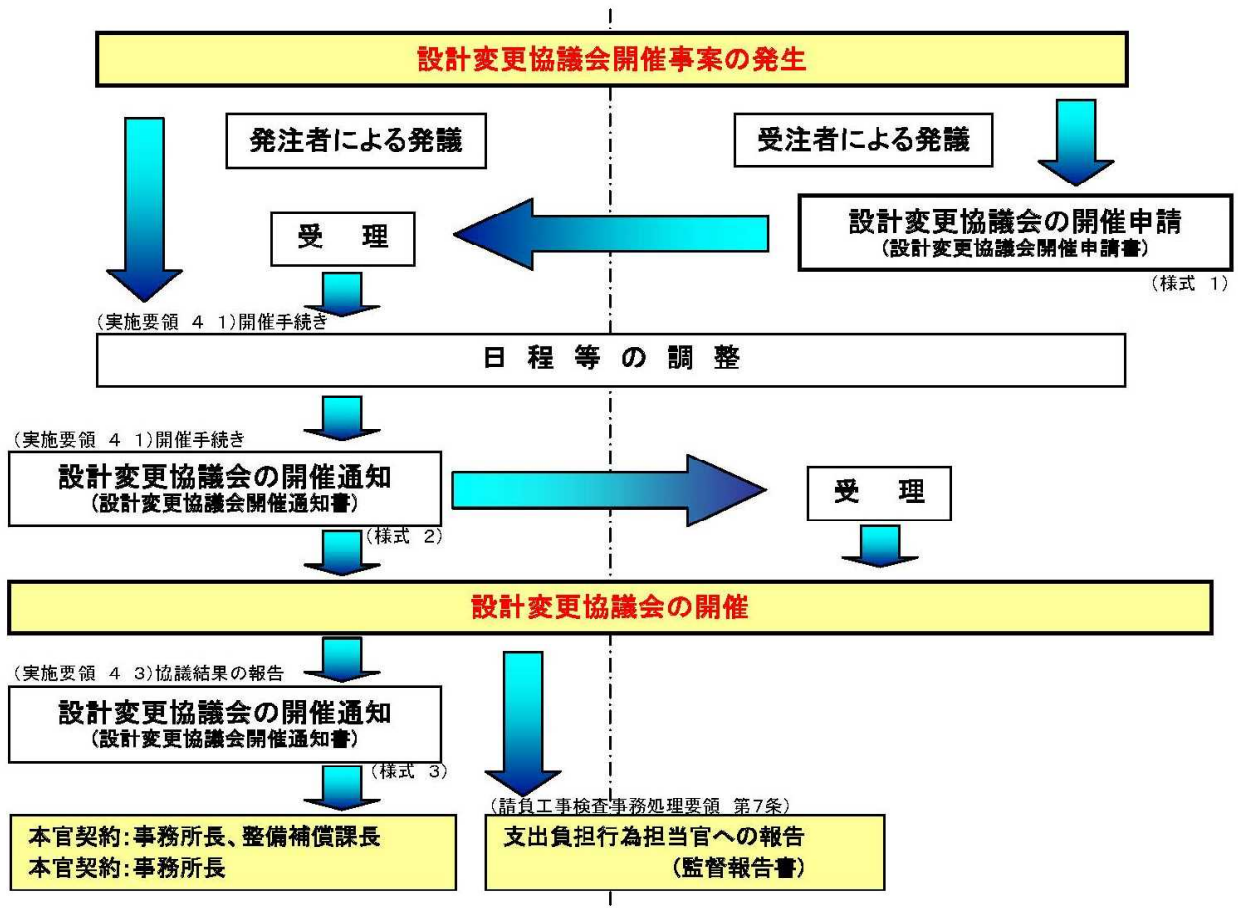 設計変更協議会開催事案の発生
発注者による発議
受注者による発議
受 理
設計変更協議会の開催申請
(設計変更協議会開催申請書)
(様式 1)
(実施要領 4 1)開催手続き
日 程 等 の 調 整
(実施要領 4 1)開催手続き
設計変更協議会の開催通知
(設計変更協議会開催通知書)
(様式 2)
受 理
設計変更協議会の開催
(実施要領 4 3)協議結果の報告
設計変更協議会の開催通知
(設計変更協議会開催通知書)
(様式 3)
本官契約:事務所長、整備補償課長
本官契約:事務所長
(請負工事検査事務処理要領 第7条)
支出負担行為担当官への報告
(監督報告書)